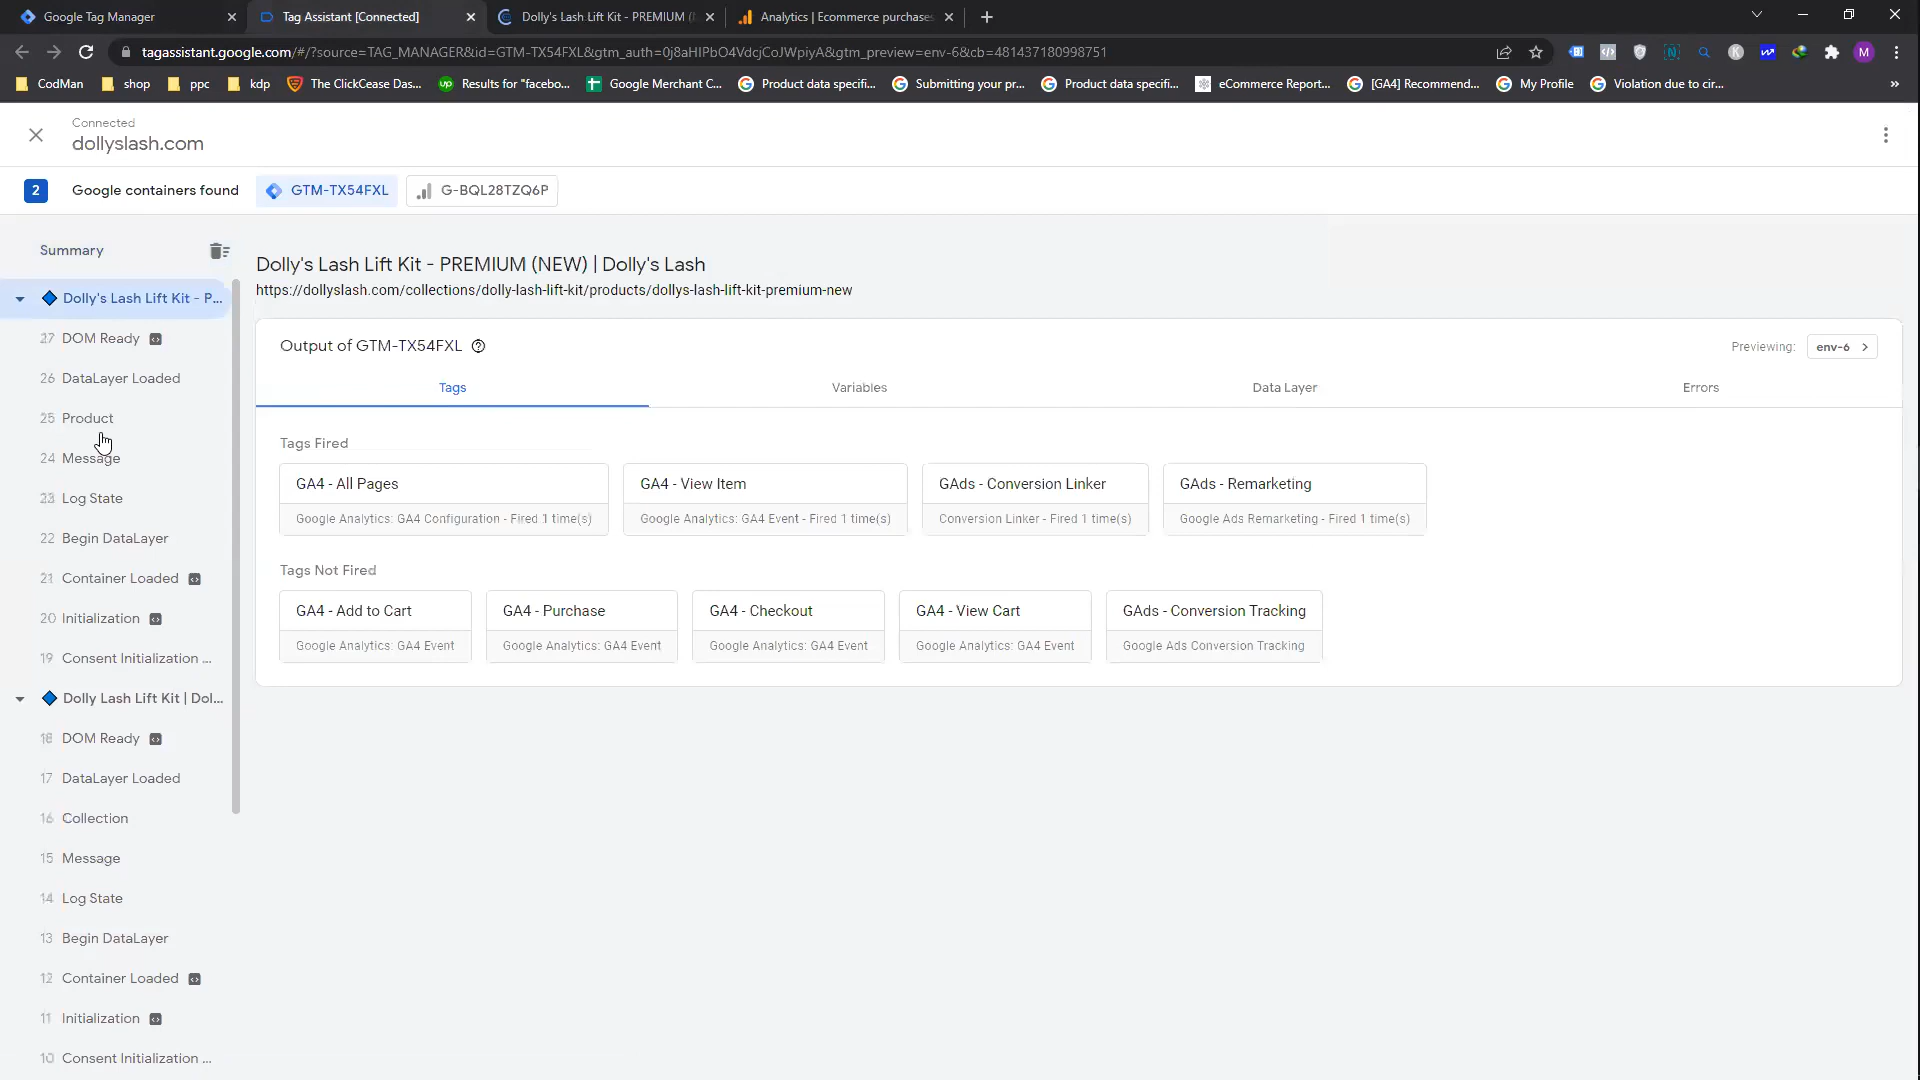 Google Tag Manager
Tag Assistant [Connected]
Dolly's Lash Lift Kit - PREMIUM (
Analytics | Ecommerce purchases
tagassistant.google.com/#/?source=TAG_MANAGER&id=GTM-TX54FXL&gtm_auth=0j8aHIPbO4VdcjCoJWpiyA&gtm_preview=env-6&cb=481437180998751
M
CodMan
shop
ppc
kdp
The ClickCease Das...
Results for "facebo...
Google Merchant C...
Product data specifi...
Submitting your pr...
Product data specifi...
eCommerce Report...
[GA4] Recommend...
My Profile
Violation due to cir...
Connected
dollyslash.com
2 Google containers found
GTM-TX54FXL
G-BQL28TZQ6P
Summary
Dolly's Lash Lift Kit - P...
27 DOM Ready
26 DataLayer Loaded
25 Product
24 Message
23 Log State
22 Begin DataLayer
21 Container Loaded
20 Initialization
19 Consent Initialization ...
Dolly Lash Lift Kit | Dol...
18 DOM Ready
17 DataLayer Loaded
16 Collection
15 Message
14 Log State
13 Begin DataLayer
12 Container Loaded
11 Initialization
10 Consent Initialization ...
Dolly's Lash Lift Kit - PREMIUM (NEW) | Dolly's Lash
https://dollyslash.com/collections/dolly-lash-lift-kit/products/dollys-lash-lift-kit-premium-new
Output of GTM-TX54FXL
Previewing: env-6
Tags
Variables
Data Layer
Errors
Tags Fired
GA4 - All Pages
Google Analytics: GA4 Configuration - Fired 1 time(s)
GA4 - View Item
Google Analytics: GA4 Event - Fired 1 time(s)
GAds - Conversion Linker
Conversion Linker - Fired 1 time(s)
GAds - Remarketing
Google Ads Remarketing - Fired 1 time(s)
Tags Not Fired
GA4 - Add to Cart
Google Analytics: GA4 Event
GA4 - Purchase
Google Analytics: GA4 Event
GA4 - Checkout
Google Analytics: GA4 Event
GA4 - View Cart
Google Analytics: GA4 Event
GAds - Conversion Tracking
Google Ads Conversion Tracking